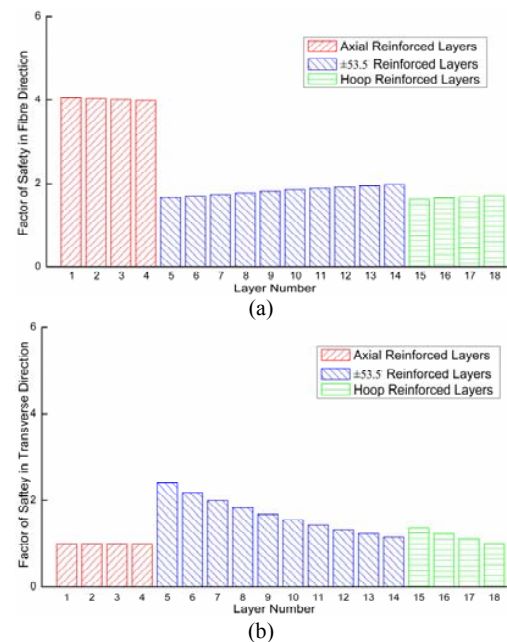 6
Axial Reinforced Layers
±53.5 Reinforced Layers
Hoop Reinforced Layers
4
2
0
Factor of Safety in Fibre Direction
1 2 3 4 5 6 7 8 9 10 11 12 13 14 15 16 17 18
Layer Number
(a)
6
Axial Reinforced Layers
±53.5 Reinforced Layers
Hoop Reinforced Layers
4
2
0
Factor of Saftey in Transverse Direction
1 2 3 4 5 6 7 8 9 10 11 12 13 14 15 16 17 18
Layer Number
(b)